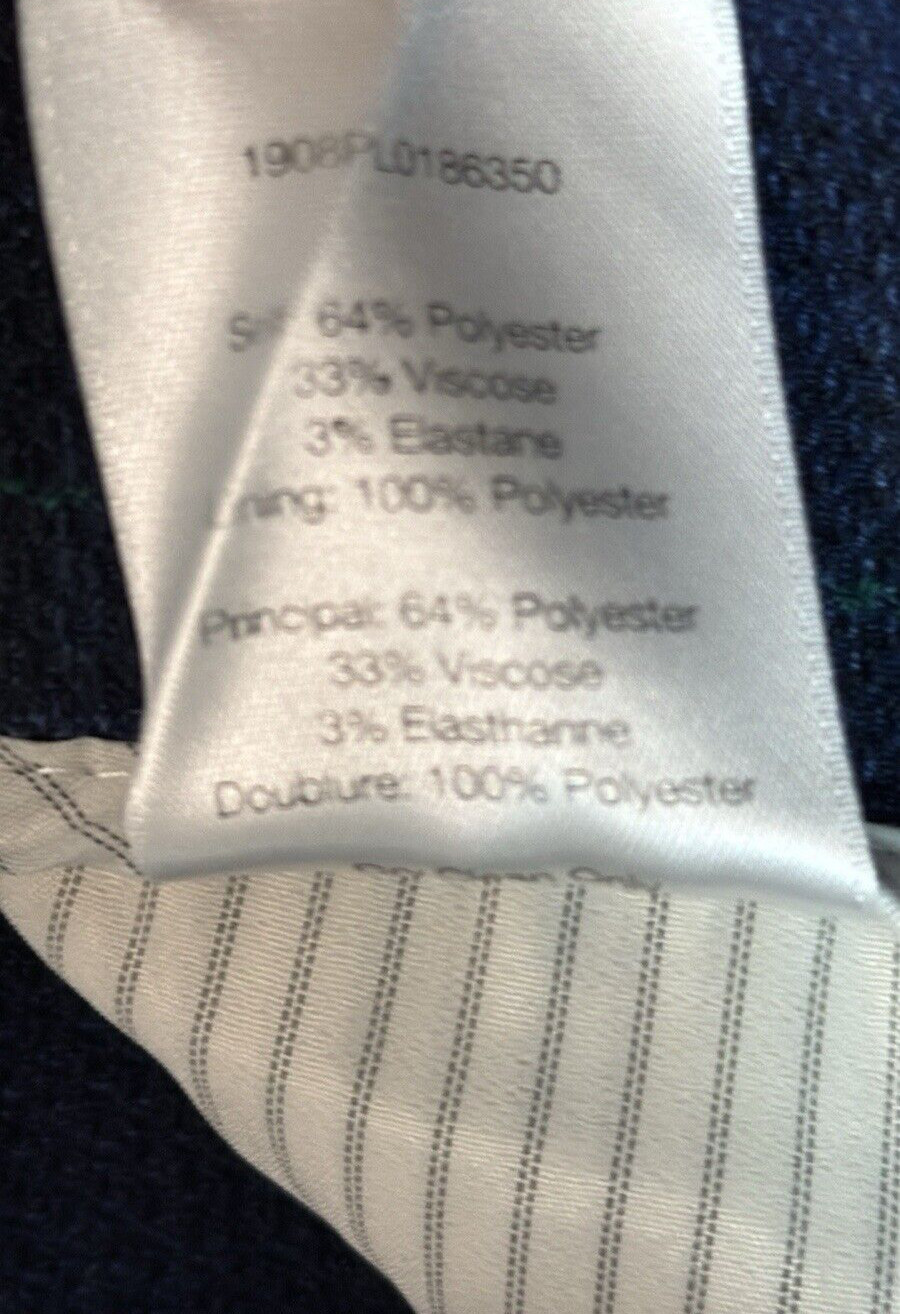 1908PL0186350
64% Polyester
33% Viscose
3% Elastane
Lining: 100% Polyester
Principal: 64% Polyester
33% Viscose
3% Elasthanne
Doublure: 100% Polyester